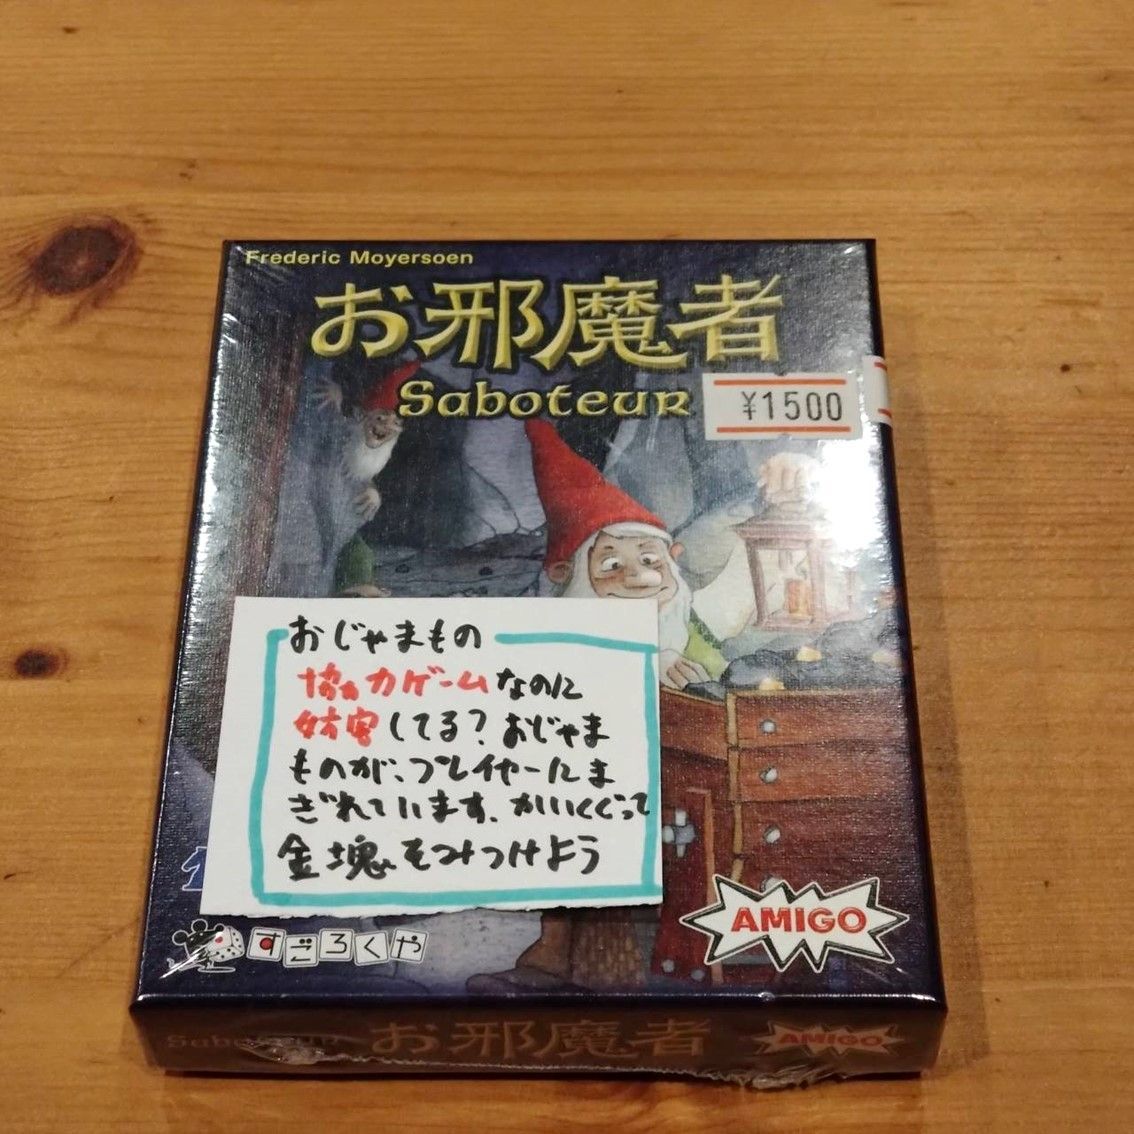 Frederic Moyersoen
お邪魔者
Saboteur
¥1500
おじゃまもの
協力ゲームなのに
妨害してる？おじゃま
ものが、プレイヤーにま
ぎれています、かいくぐって
金塊をみつけよう
AMIGO
すごろくや
Saboteur お邪魔者 AMIGO